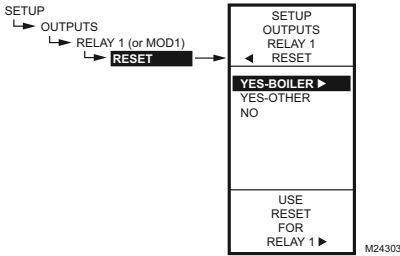 SETUP
OUTPUTS
RELAY 1 (or MOD1)
RESET
SETUP
OUTPUTS
RELAY 1
◄ RESET
YES-BOILER ►
YES-OTHER
NO
USE
RESET
FOR
RELAY 1 ►
M24303